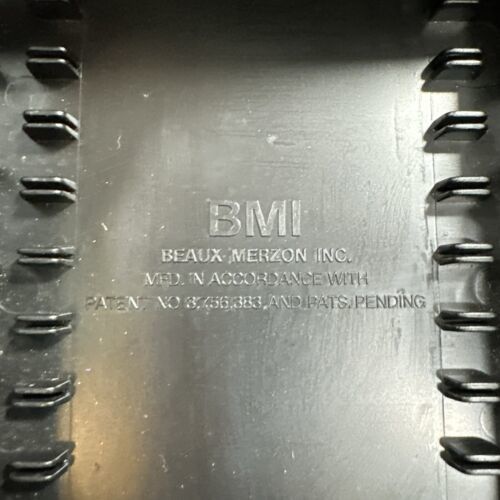 BMI
BEAUX MERZON INC.
MFD. IN ACCORDANCE WITH
PATENT NO 3,756,383, AND PATS. PENDING